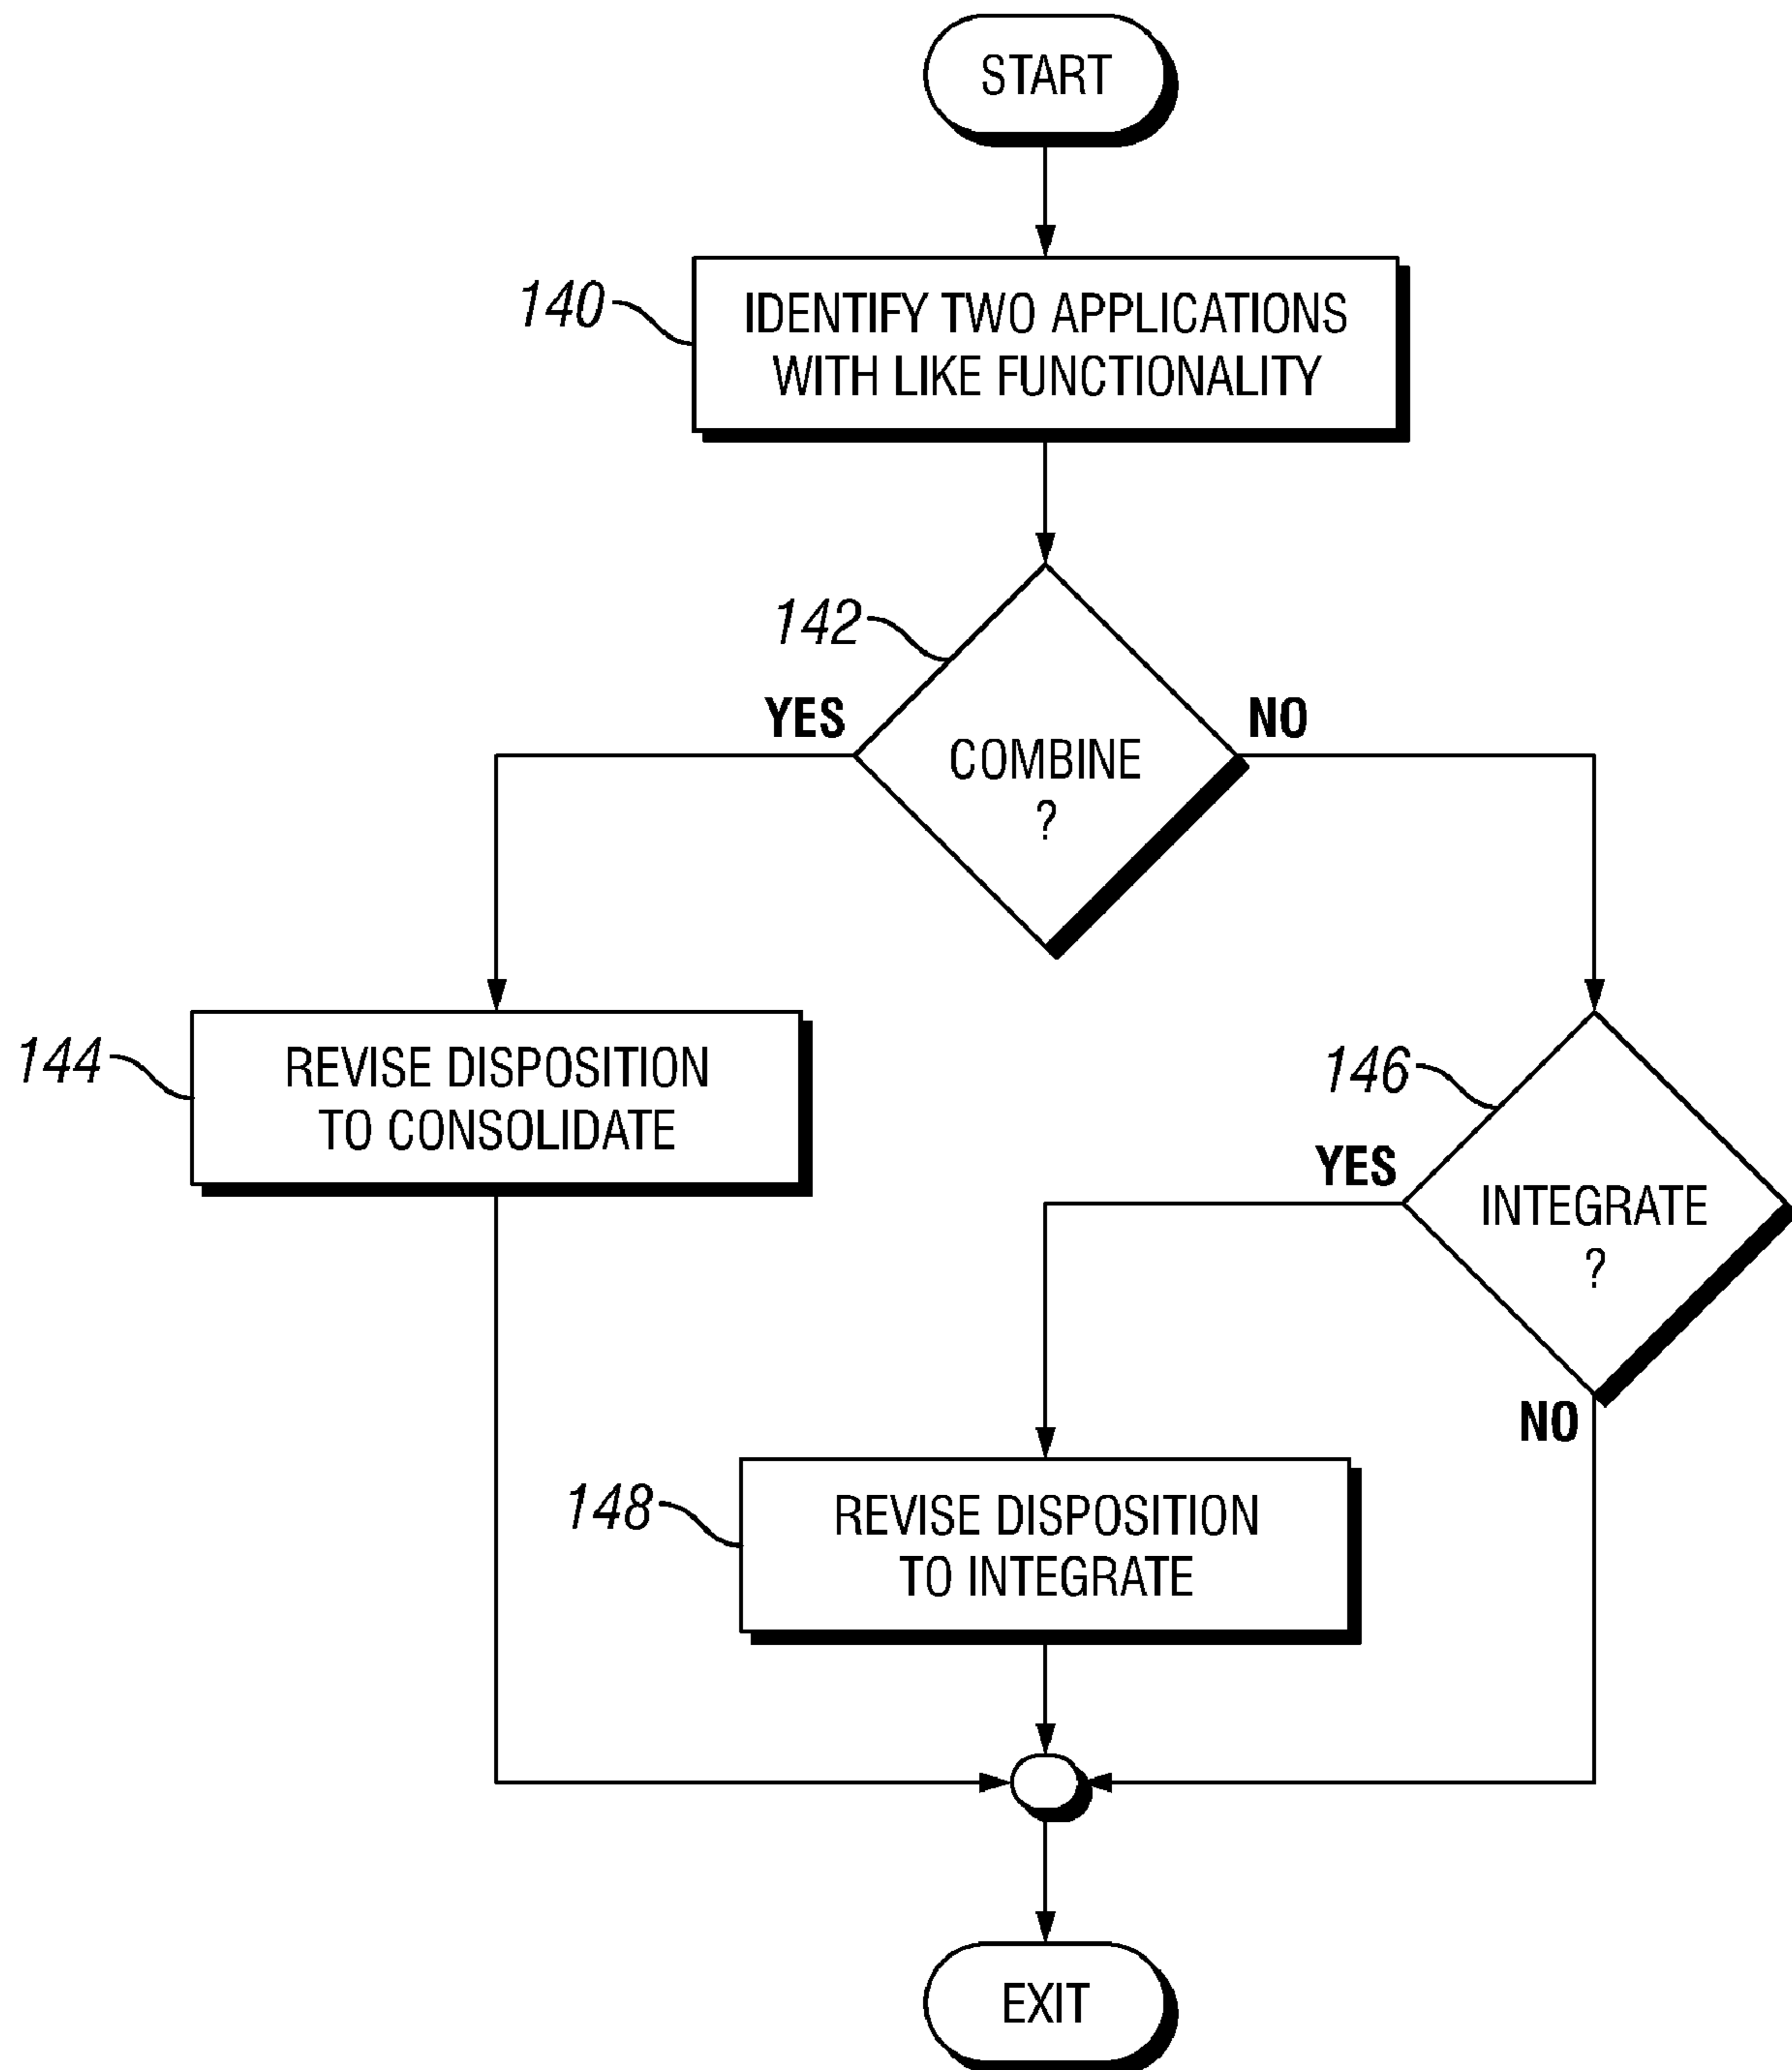 START
140
IDENTIFY TWO APPLICATIONS
WITH LIKE FUNCTIONALITY
142
YES
NO
COMBINE
?
144
REVISE DISPOSITION
TO CONSOLIDATE
146
YES
INTEGRATE
?
NO
148
REVISE DISPOSITION
TO INTEGRATE
EXIT